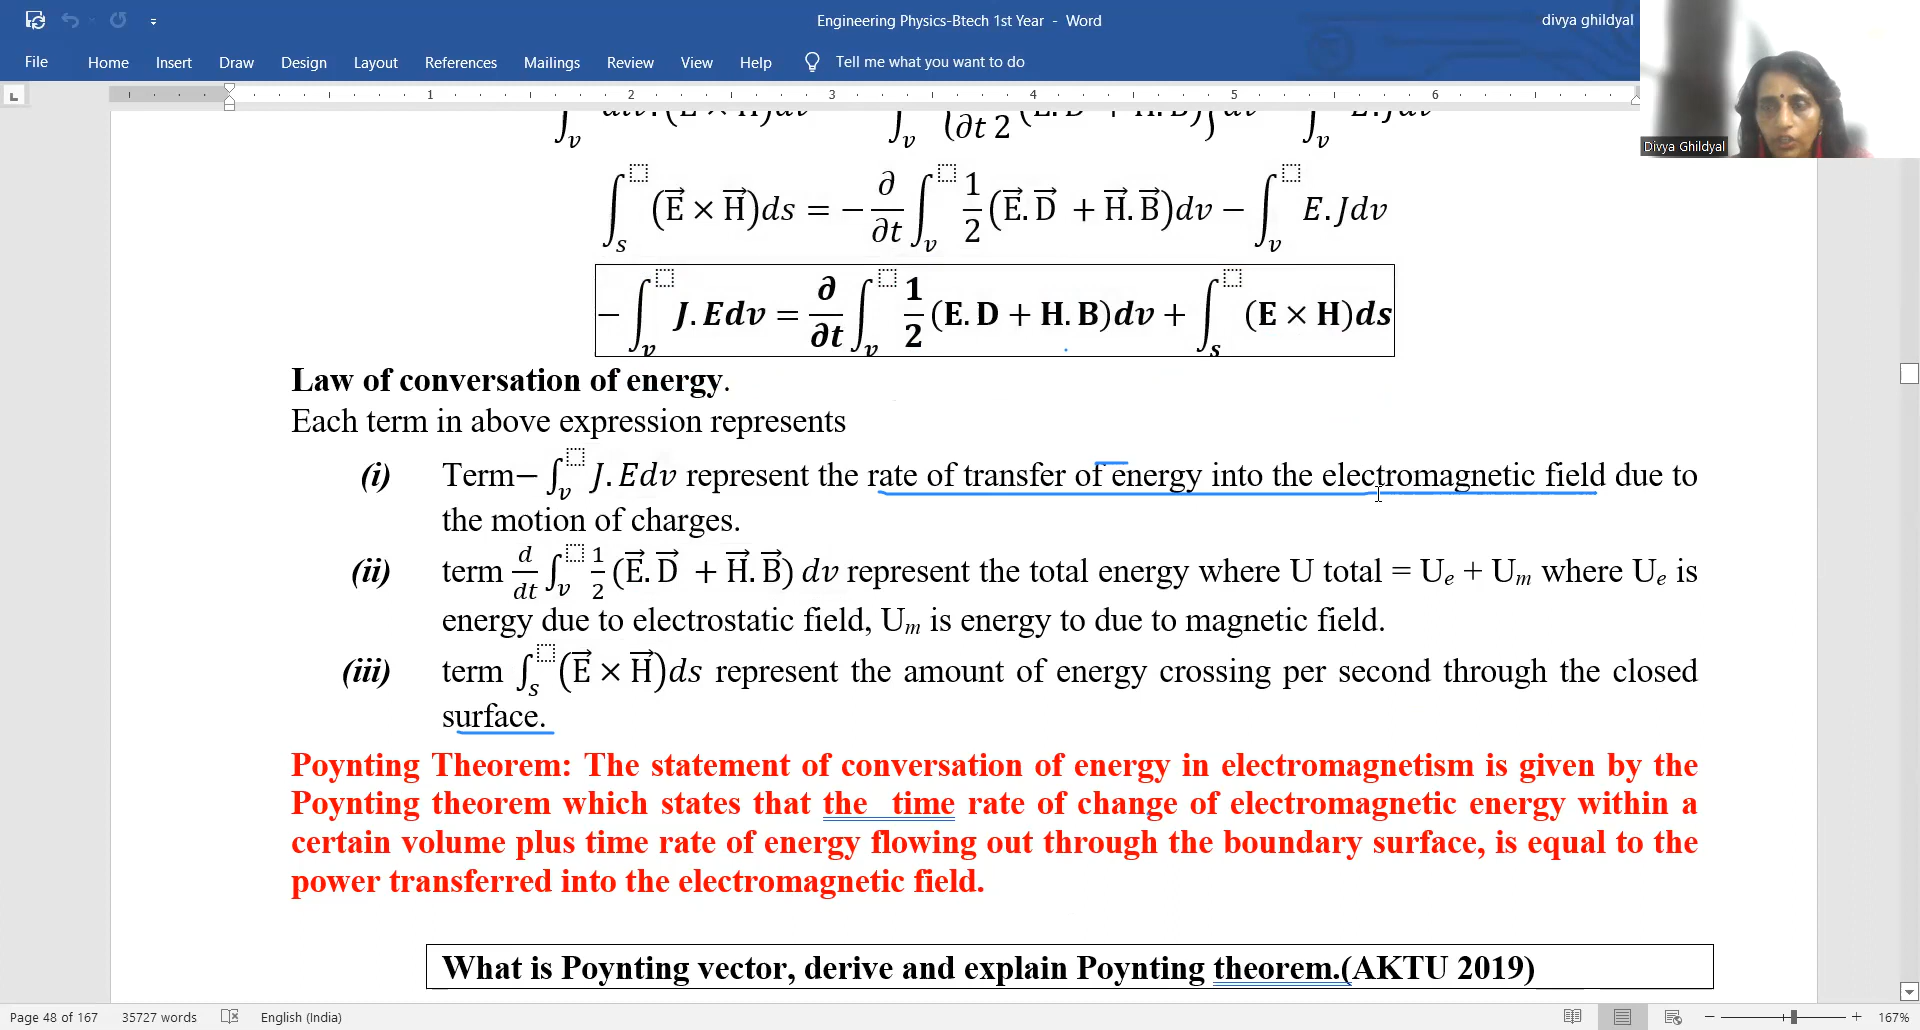 Engineering Physics-Btech 1st Year - Word
divya ghildyal
File Home Insert Draw Design Layout References Mailings Review View Help Tell me what you want to do
1 2 3 4 5 6
Divya Ghildyal
∫s (E⃗ × H⃗)ds = −∂/∂t ∫v 1/2 (E⃗.D⃗ + H⃗.B⃗)dv − ∫v E.Jdv
−∫v J.Edv = ∂/∂t ∫v 1/2 (E.D + H.B)dv + ∫s (E × H)ds
Law of conversation of energy.
Each term in above expression represents
(i) Term− ∫v J.Edv represent the rate of transfer of energy into the electromagnetic field due to
the motion of charges.
(ii) term d/dt ∫v 1/2 (E⃗.D⃗ + H⃗.B⃗) dv represent the total energy where U total = Ue + Um where Ue is
energy due to electrostatic field, Um is energy to due to magnetic field.
(iii) term ∫s (E⃗ × H⃗)ds represent the amount of energy crossing per second through the closed
surface.
Poynting Theorem: The statement of conversation of energy in electromagnetism is given by the
Poynting theorem which states that the time rate of change of electromagnetic energy within a
certain volume plus time rate of energy flowing out through the boundary surface, is equal to the
power transferred into the electromagnetic field.
What is Poynting vector, derive and explain Poynting theorem.(AKTU 2019)
Page 48 of 167 35727 words English (India) 167%